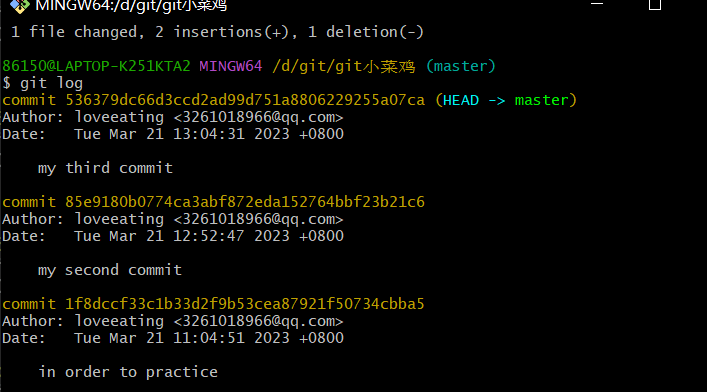 MINGW64:/d/git/git小菜鸡
1 file changed, 2 insertions(+), 1 deletion(-)
86150@LAPTOP-K251KTA2 MINGW64 /d/git/git小菜鸡 (master)
$ git log
commit 536379dc66d3ccd2ad99d751a8806229255a07ca (HEAD -> master)
Author: loveeating <3261018966@qq.com>
Date:   Tue Mar 21 13:04:31 2023 +0800
my third commit
commit 85e9180b0774ca3abf872eda152764bbf23b21c6
Author: loveeating <3261018966@qq.com>
Date:   Tue Mar 21 12:52:47 2023 +0800
my second commit
commit 1f8dccf33c1b33d2f9b53cea87921f50734cbba5
Author: loveeating <3261018966@qq.com>
Date:   Tue Mar 21 11:04:51 2023 +0800
in order to practice